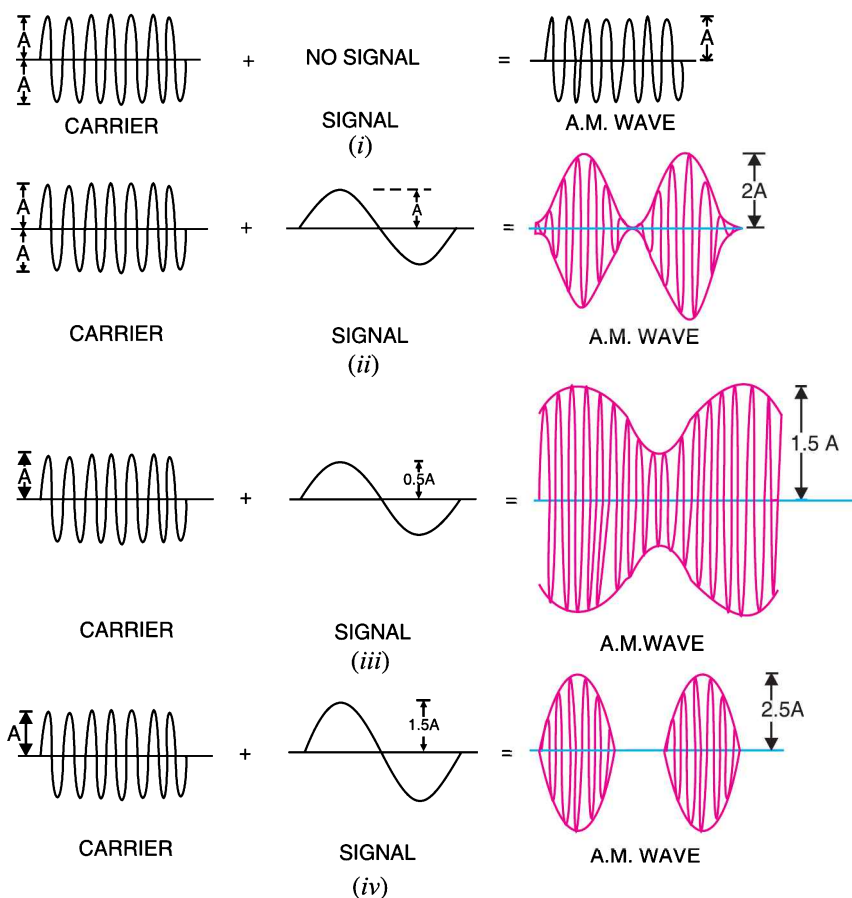 A
A
+
NO SIGNAL
=
A
CARRIER
SIGNAL
A.M. WAVE
(i)
A
A
+
A
=
2A
CARRIER
SIGNAL
A.M. WAVE
(ii)
A
+
0.5A
=
1.5 A
CARRIER
SIGNAL
A.M.WAVE
(iii)
A
+
1.5A
=
2.5A
CARRIER
SIGNAL
A.M. WAVE
(iv)